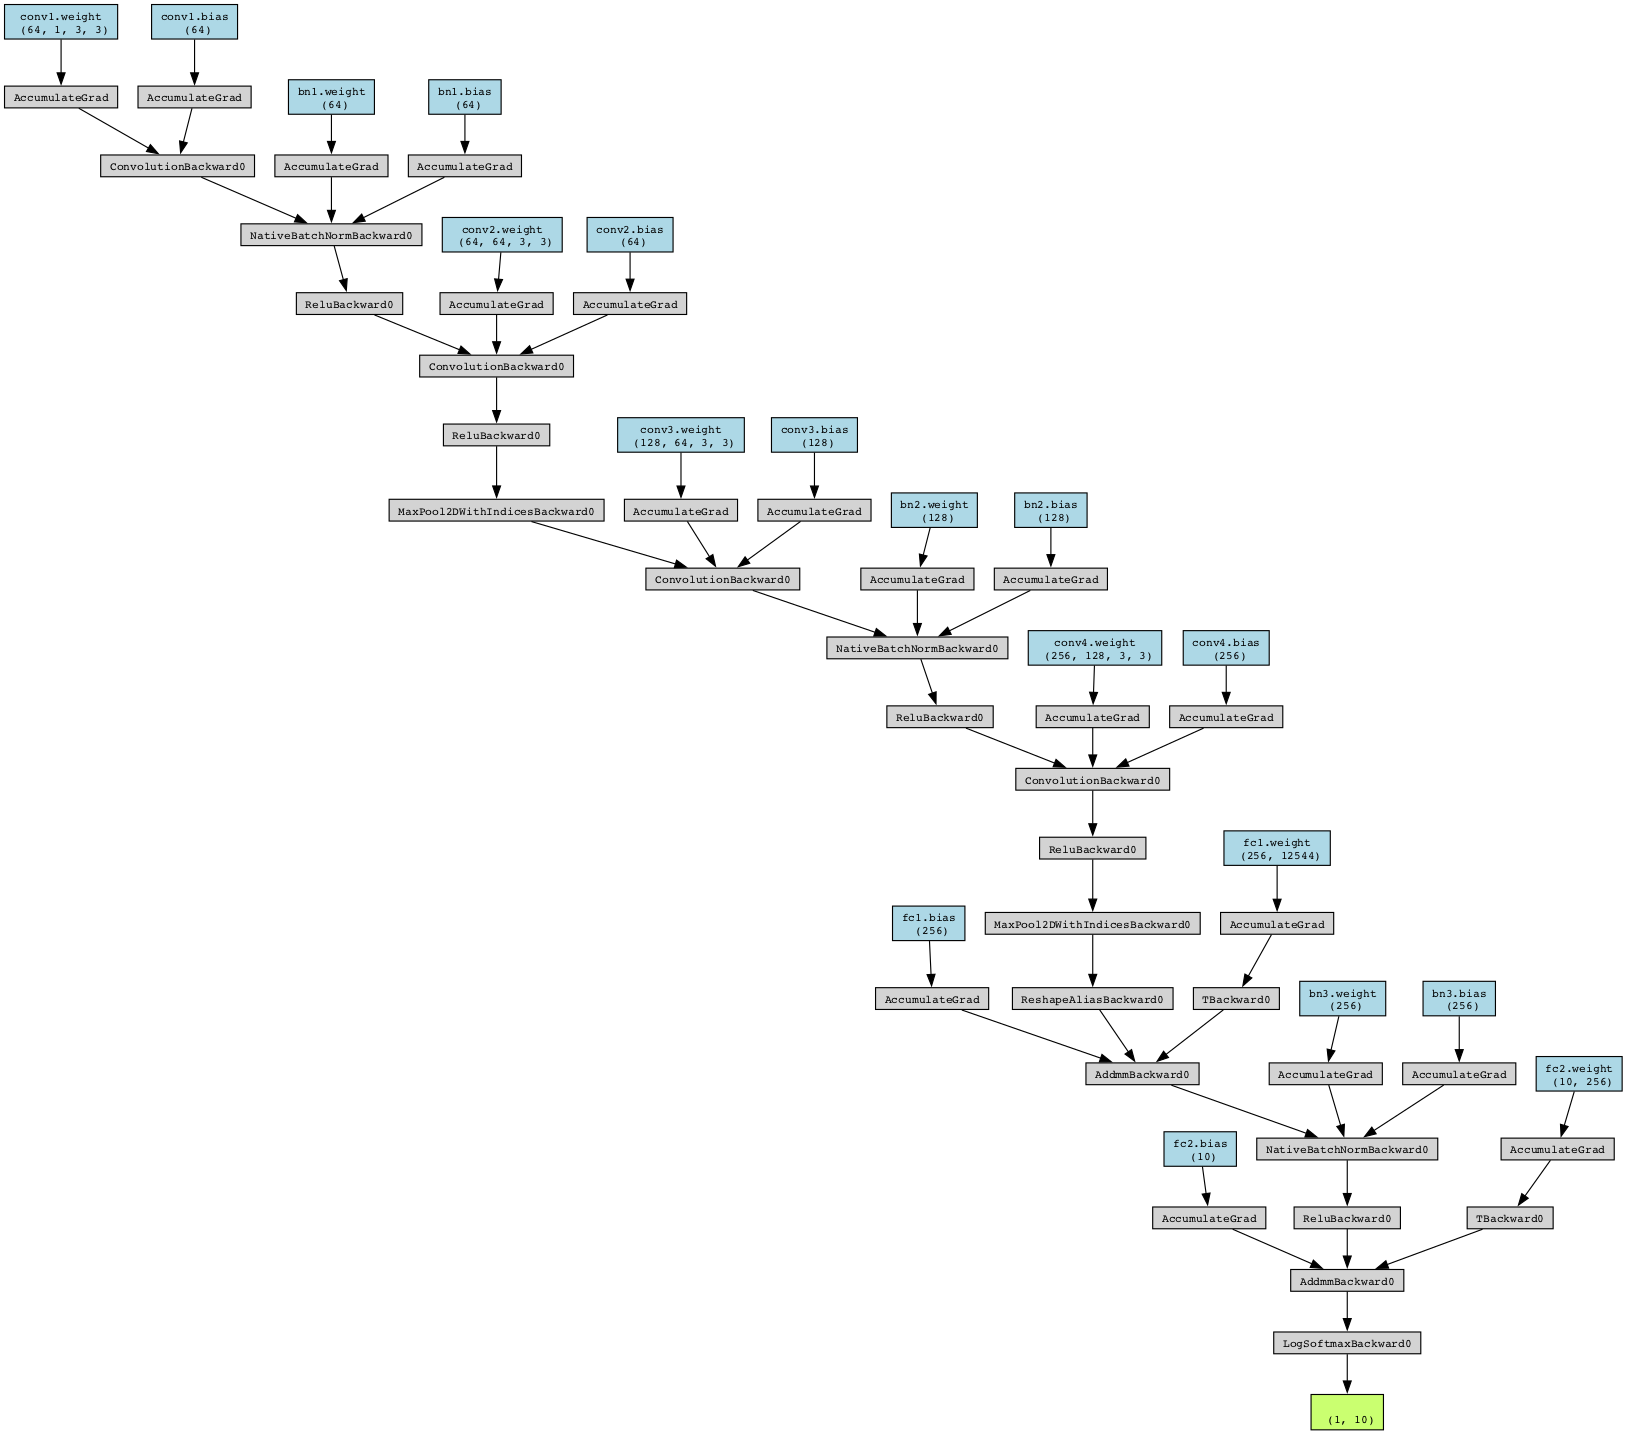 conv1.weight
(64, 1, 3, 3)
conv1.bias
(64)
AccumulateGrad
AccumulateGrad
bn1.weight
(64)
bn1.bias
(64)
ConvolutionBackward0
AccumulateGrad
AccumulateGrad
NativeBatchNormBackward0
conv2.weight
(64, 64, 3, 3)
conv2.bias
(64)
ReluBackward0
AccumulateGrad
AccumulateGrad
ConvolutionBackward0
ReluBackward0
conv3.weight
(128, 64, 3, 3)
conv3.bias
(128)
MaxPool2DWithIndicesBackward0
AccumulateGrad
AccumulateGrad
bn2.weight
(128)
bn2.bias
(128)
ConvolutionBackward0
AccumulateGrad
AccumulateGrad
NativeBatchNormBackward0
conv4.weight
(256, 128, 3, 3)
conv4.bias
(256)
ReluBackward0
AccumulateGrad
AccumulateGrad
ConvolutionBackward0
ReluBackward0
fc1.weight
(256, 12544)
fc1.bias
(256)
MaxPool2DWithIndicesBackward0
AccumulateGrad
AccumulateGrad
ReshapeAliasBackward0
TBackward0
bn3.weight
(256)
bn3.bias
(256)
AddmmBackward0
AccumulateGrad
AccumulateGrad
fc2.weight
(10, 256)
fc2.bias
(10)
NativeBatchNormBackward0
AccumulateGrad
AccumulateGrad
ReluBackward0
TBackward0
AddmmBackward0
LogSoftmaxBackward0
(1, 10)